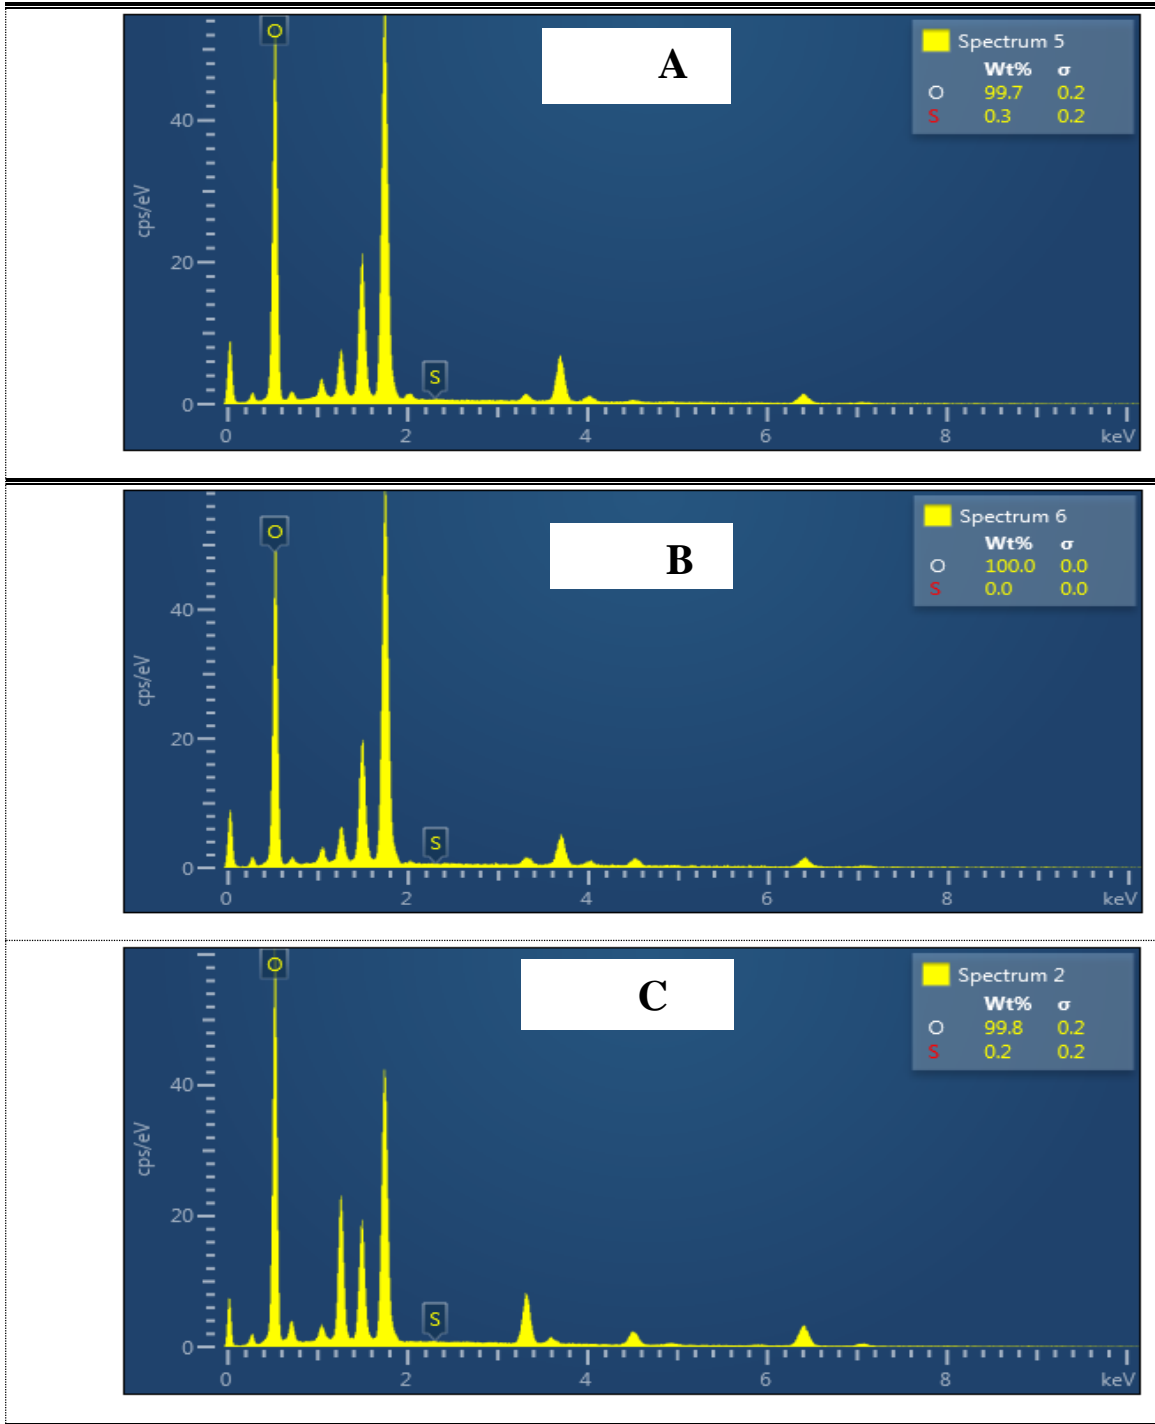 A
O
Spectrum 5
Wt% σ
O 99.7 0.2
S 0.3 0.2
40
20
0
cps/eV
S
0 2 4 6 8 keV
B
O
Spectrum 6
Wt% σ
O 100.0 0.0
S 0.0 0.0
40
20
0
cps/eV
S
0 2 4 6 8 keV
C
O
Spectrum 2
Wt% σ
O 99.8 0.2
S 0.2 0.2
40
20
0
cps/eV
S
0 2 4 6 8 keV